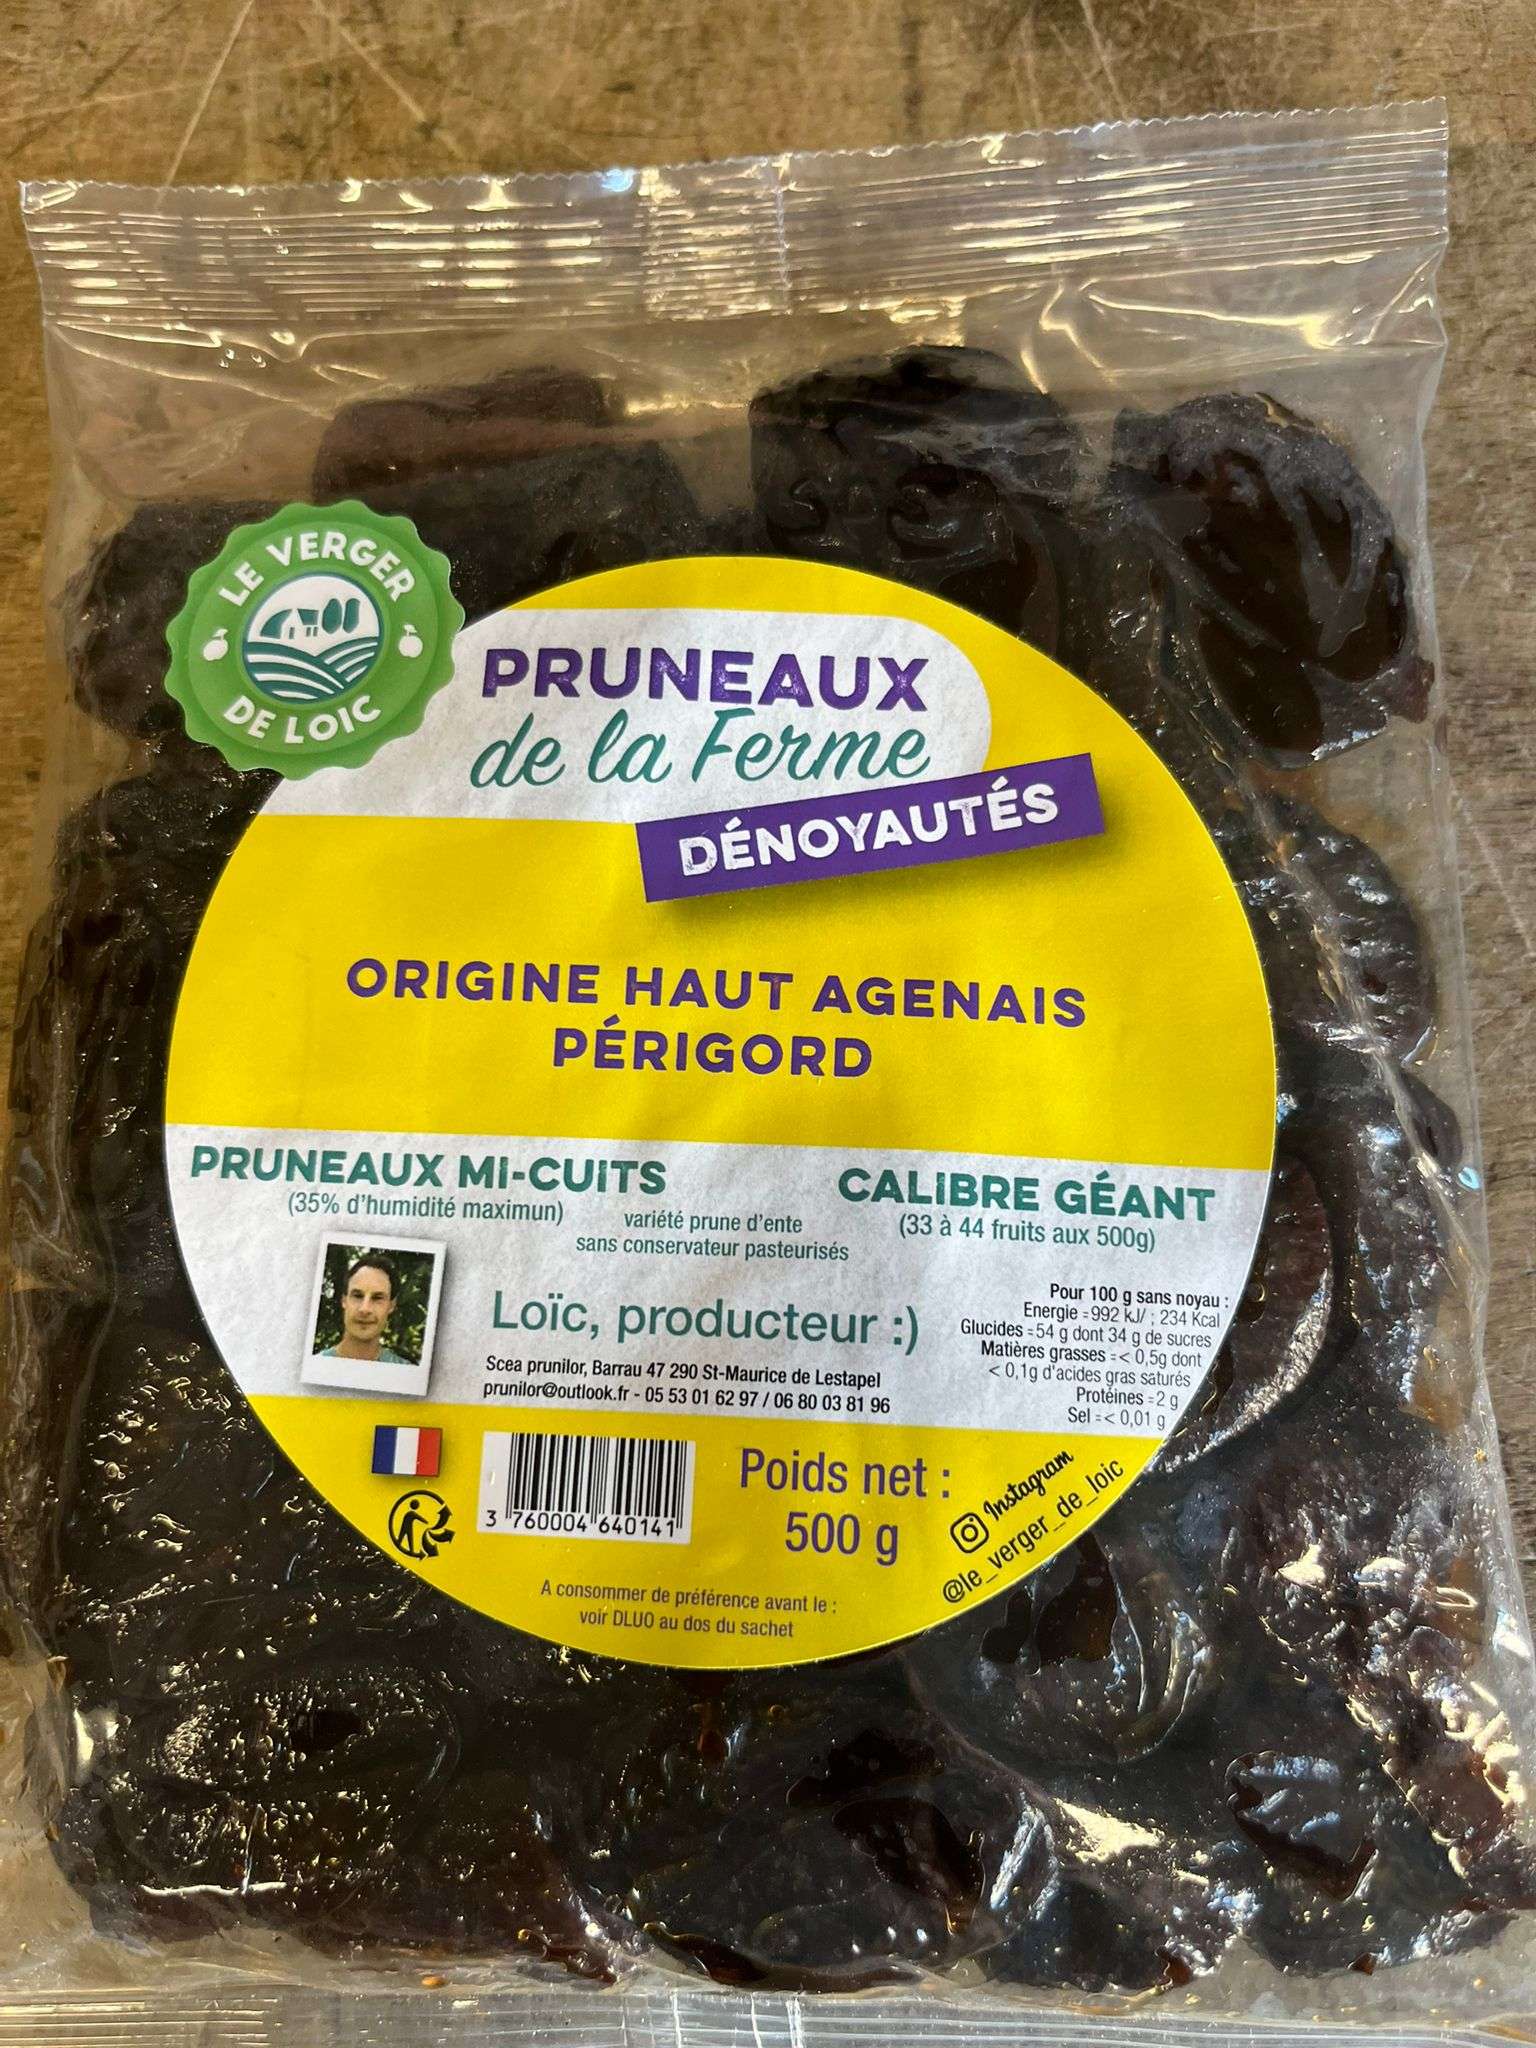 LE VERGER
DE LOIC
PRUNEAUX
de la Ferme
DÉNOYAUTÉS
ORIGINE HAUT AGENAIS
PÉRIGORD
PRUNEAUX MI-CUITS
(35% d'humidité maximun)
variété prune d'ente
sans conservateur pasteurisés
CALIBRE GÉANT
(33 à 44 fruits aux 500g)
Loïc, producteur :)
Scea prunilor, Barrau 47 290 St-Maurice de Lestapel
prunilor@outlook.fr - 05 53 01 62 97 / 06 80 03 81 96
Pour 100 g sans noyau :
Energie = 992 kJ/ ; 234 Kcal
Glucides = 54 g dont 34 g de sucres
Matières grasses =< 0,5g dont
< 0,1g d'acides gras saturés
Protéines = 2 g
Sel =< 0,01 g
3 760004 640141
Poids net :
500 g
Instagram
@le_verger_de_loic
A consommer de préférence avant le :
voir DLUO au dos du sachet